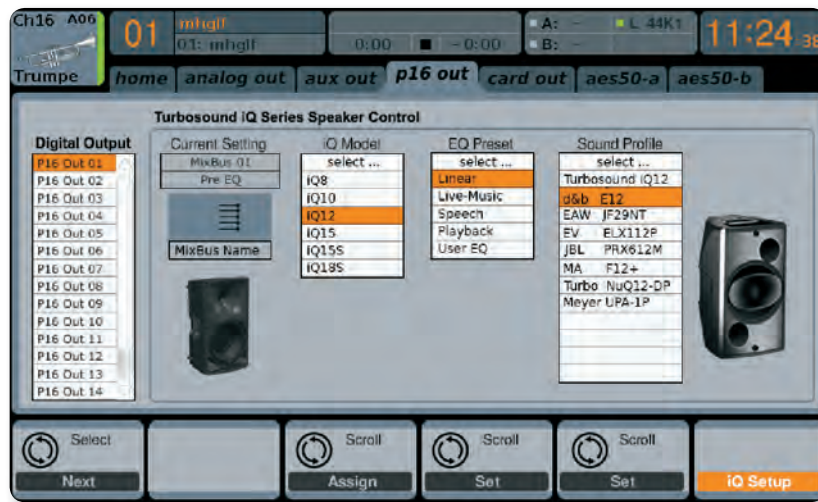 Ch16 A06
Trumpe
01
mhglf
01: mhglf
0:00
- 0:00
A: -
B: -
L 44K1
11:24 38
home
analog out
aux out
p16 out
card out
aes50-a
aes50-b
Turbosound iQ Series Speaker Control
Digital Output
P16 Out 01
P16 Out 02
P16 Out 03
P16 Out 04
P16 Out 05
P16 Out 06
P16 Out 07
P16 Out 08
P16 Out 09
P16 Out 10
P16 Out 11
P16 Out 12
P16 Out 13
P16 Out 14
Current Setting
MixBus 01
Pre EQ
MixBus Name
iQ Model
select ...
iQ8
iQ10
iQ12
iQ15
iQ15S
iQ18S
EQ Preset
select ...
Linear
Live-Music
Speech
Playback
User EQ
Sound Profile
select ...
Turbosound iQ12
d&b E12
EAW JF29NT
EV ELX112P
JBL PRX612M
MA F12+
Turbo NuQ12-DP
Meyer UPA-1P
Select
Next
Scroll
Assign
Scroll
Set
Scroll
Set
iQ Setup